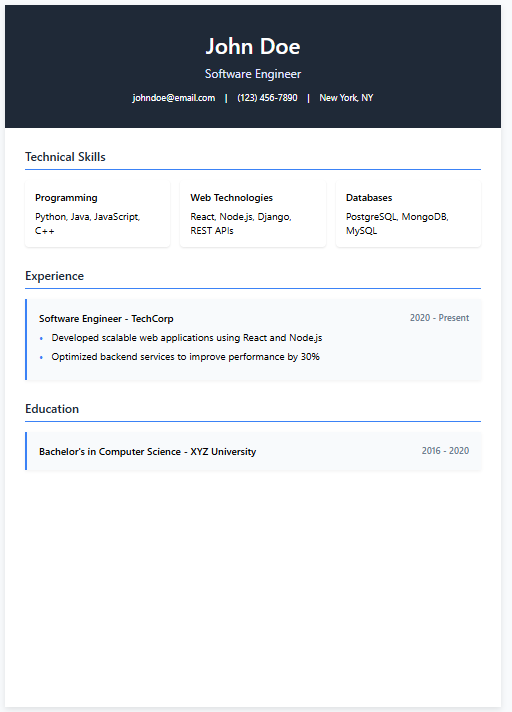 John Doe
Software Engineer
johndoe@email.com | (123) 456-7890 | New York, NY
Technical Skills
Programming
Python, Java, JavaScript,
C++
Web Technologies
React, Node.js, Django,
REST APIs
Databases
PostgreSQL, MongoDB,
MySQL
Experience
Software Engineer - TechCorp 2020 - Present
• Developed scalable web applications using React and Node.js
• Optimized backend services to improve performance by 30%
Education
Bachelor's in Computer Science - XYZ University 2016 - 2020